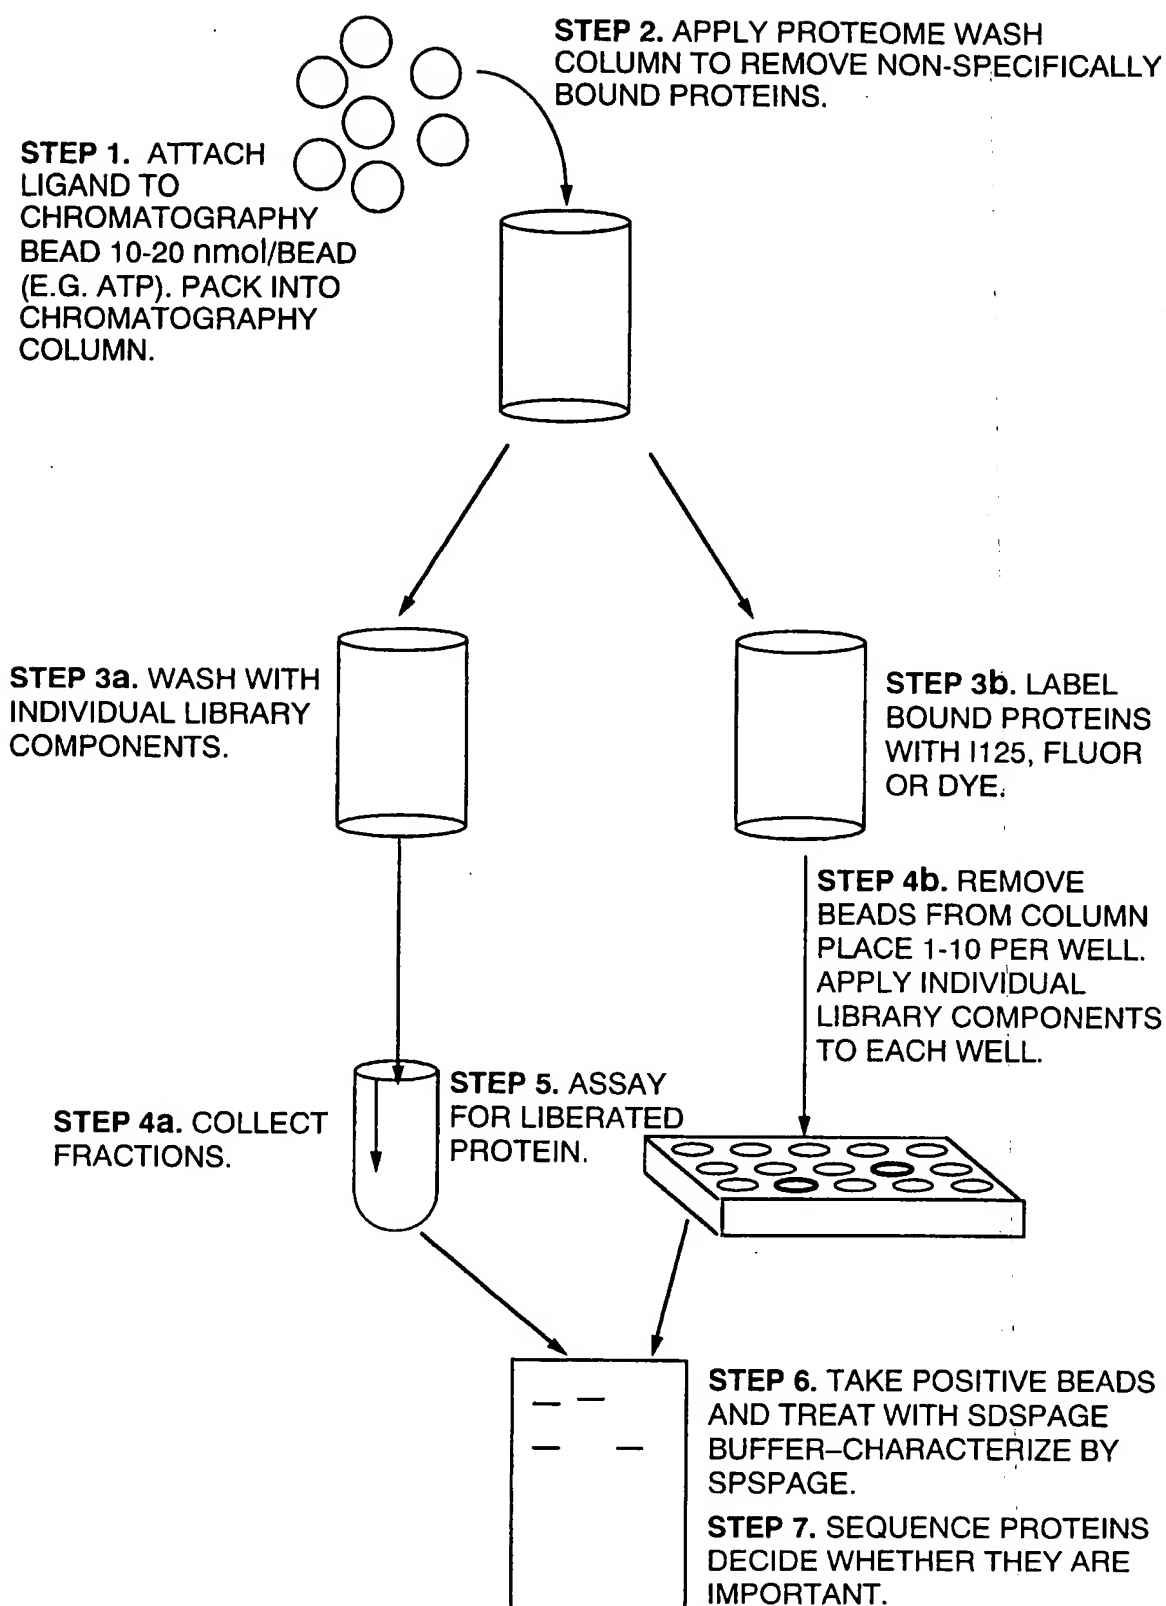 STEP 2. APPLY PROTEOME WASH
COLUMN TO REMOVE NON-SPECIFICALLY
BOUND PROTEINS.
STEP 1. ATTACH
LIGAND TO
CHROMATOGRAPHY
BEAD 10-20 nmol/BEAD
(E.G. ATP). PACK INTO
CHROMATOGRAPHY
COLUMN.
STEP 3a. WASH WITH
INDIVIDUAL LIBRARY
COMPONENTS.
STEP 3b. LABEL
BOUND PROTEINS
WITH I125, FLUOR
OR DYE.
STEP 4b. REMOVE
BEADS FROM COLUMN
PLACE 1-10 PER WELL.
APPLY INDIVIDUAL
LIBRARY COMPONENTS
TO EACH WELL.
STEP 4a. COLLECT
FRACTIONS.
STEP 5. ASSAY
FOR LIBERATED
PROTEIN.
STEP 6. TAKE POSITIVE BEADS
AND TREAT WITH SDSPAGE
BUFFER–CHARACTERIZE BY
SPSPAGE.
STEP 7. SEQUENCE PROTEINS
DECIDE WHETHER THEY ARE
IMPORTANT.